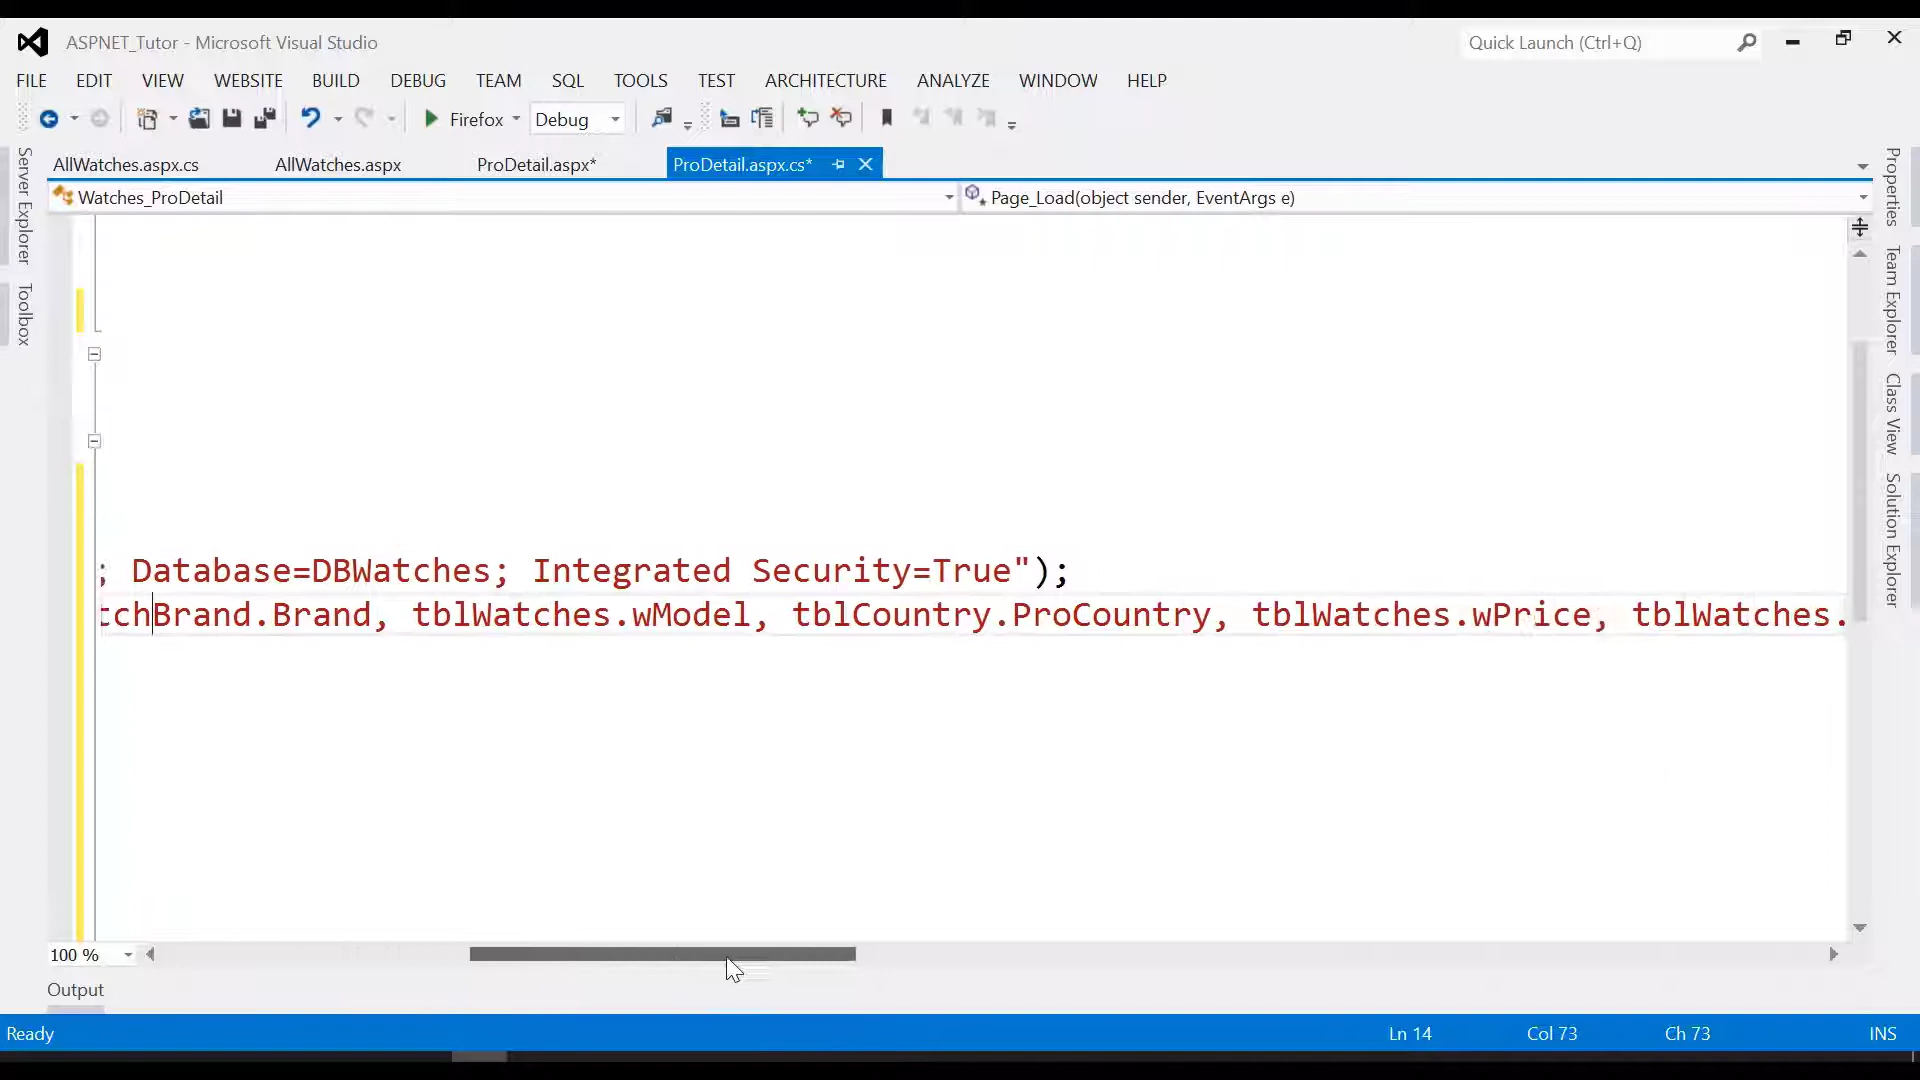 ASPNET_Tutor - Microsoft Visual Studio
Quick Launch (Ctrl+Q)
FILE EDIT VIEW WEBSITE BUILD DEBUG TEAM SQL TOOLS TEST ARCHITECTURE ANALYZE WINDOW HELP
Firefox Debug
AllWatches.aspx.cs AllWatches.aspx ProDetail.aspx* ProDetail.aspx.cs*
Watches_ProDetail Page_Load(object sender, EventArgs e)
Server Explorer
Toolbox
; Database=DBWatches; Integrated Security=True");
tchBrand.Brand, tblWatches.wModel, tblCountry.ProCountry, tblWatches.wPrice, tblWatches.
Properties
Team Explorer
Class View
Solution Explorer
100 %
Output
Ready Ln 14 Col 73 Ch 73 INS